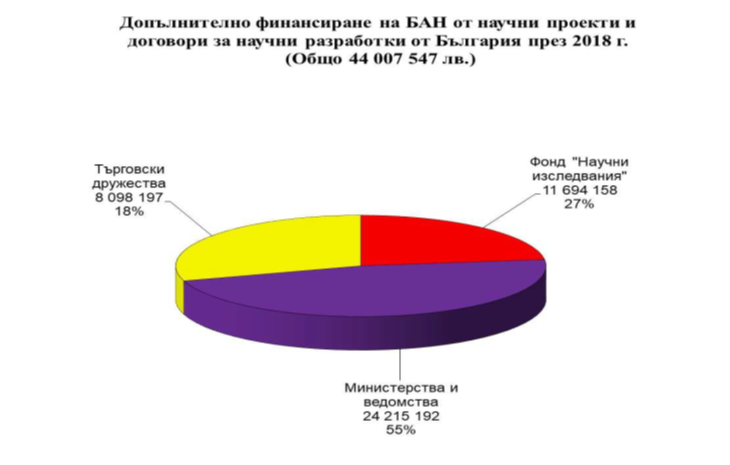 Допълнително финансиране на БАН от научни проекти и
договори за научни разработки от България през 2018 г.
(Общо 44 007 547 лв.)
Търговски
дружества
8 098 197
18%
Фонд "Научни
изследвания"
11 694 158
27%
Министерства и
ведомства
24 215 192
55%